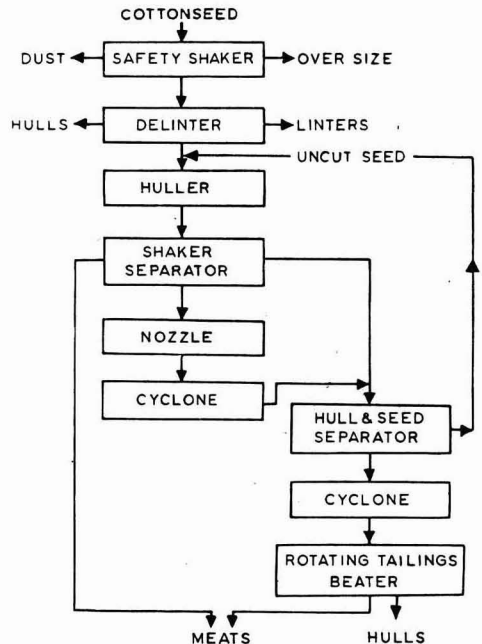 COTTONSEED
DUST
SAFETY SHAKER
OVER SIZE
HULLS
DELINTER
LINTERS
UNCUT SEED
HULLER
SHAKER
SEPARATOR
NOZZLE
CYCLONE
HULL & SEED
SEPARATOR
CYCLONE
ROTATING TAILINGS
BEATER
MEATS
HULLS